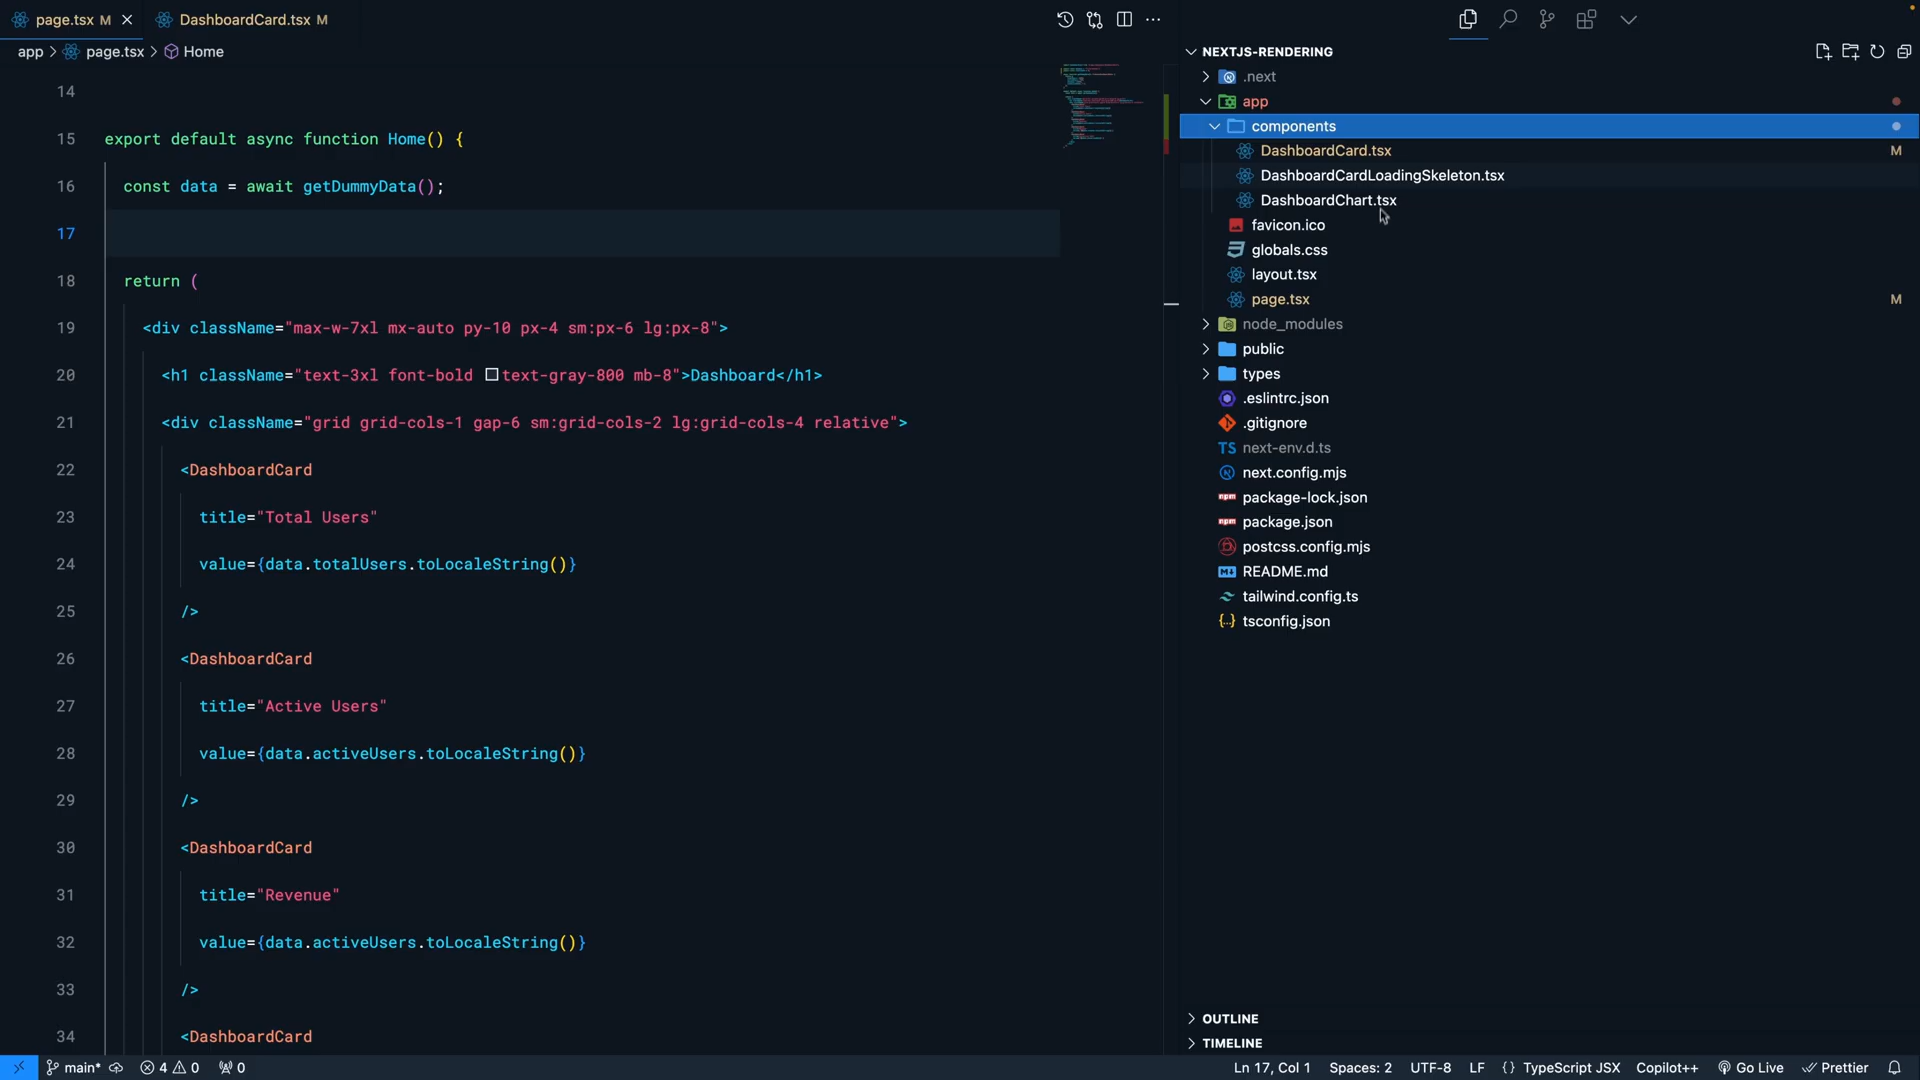 page.tsx M
DashboardCard.tsx M
app > page.tsx > Home
14
15 export default async function Home() {
16 const data = await getDummyData();
17
18 return (
19 <div className="max-w-7xl mx-auto py-10 px-4 sm:px-6 lg:px-8">
20 <h1 className="text-3xl font-bold text-gray-800 mb-8">Dashboard</h1>
21 <div className="grid grid-cols-1 gap-6 sm:grid-cols-2 lg:grid-cols-4 relative">
22 <DashboardCard
23 title="Total Users"
24 value={data.totalUsers.toLocaleString()}
25 />
26 <DashboardCard
27 title="Active Users"
28 value={data.activeUsers.toLocaleString()}
29 />
30 <DashboardCard
31 title="Revenue"
32 value={data.activeUsers.toLocaleString()}
33 />
34 <DashboardCard
NEXTJS-RENDERING
.next
app
components
DashboardCard.tsx M
DashboardCardLoadingSkeleton.tsx
DashboardChart.tsx
favicon.ico
globals.css
layout.tsx
page.tsx M
node_modules
public
types
.eslintrc.json
.gitignore
TS next-env.d.ts
next.config.mjs
package-lock.json
package.json
postcss.config.mjs
README.md
tailwind.config.ts
{..} tsconfig.json
OUTLINE
TIMELINE
main* 4 0 0
Ln 17, Col 1 Spaces: 2 UTF-8 LF {} TypeScript JSX Copilot++ Go Live Prettier